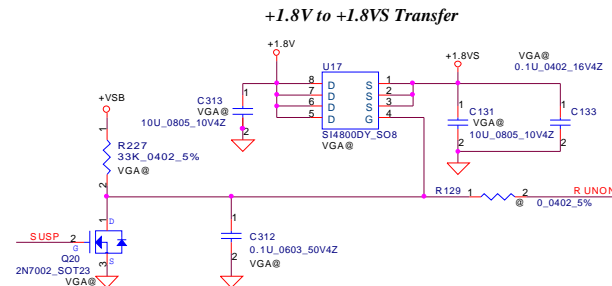 +1.8V to +1.8VS Transfer
+1.8V
+1.8VS
VGA@
0.1U_0402_16V4Z
U17
8 D S 1
7 D S 2
6 D S 3
5 D G 4
SI4800DY_SO8
VGA@
C313
1
VGA@
2
10U_0805_10V4Z
1
C131
VGA@
10U_0805_10V4Z
2
1
C133
2
+VSB
1
R227
33K_0402_5%
VGA@
2
R129 1 2 RUNON
@ 0_0402_5%
SUSP 2 G
1 D
3 S
Q20
2N7002_SOT23
VGA@
1
C312
0.1U_0603_50V4Z
2
VGA@